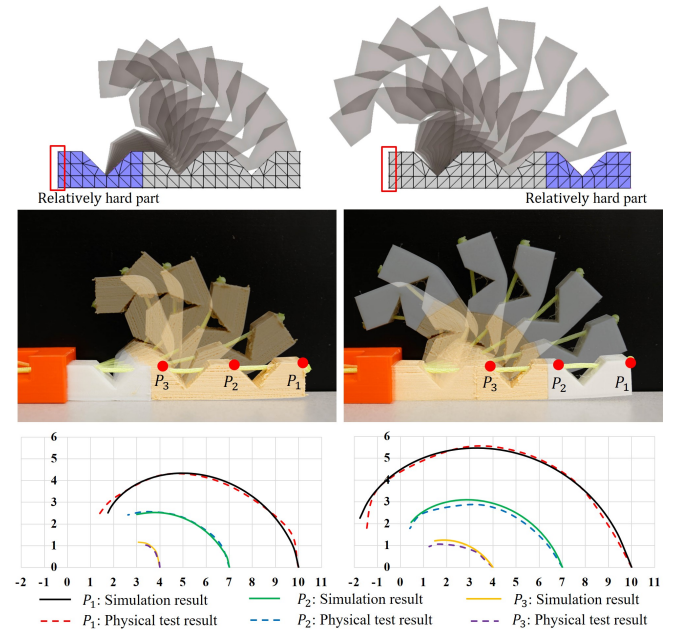 Relatively hard part
Relatively hard part
P₃ P₂ P₁
P₃ P₂ P₁
6
5
4
3
2
1
0
-2 -1 0 1 2 3 4 5 6 7 8 9 10 11
6
5
4
3
2
1
0
-2 -1 0 1 2 3 4 5 6 7 8 9 10 11
P₁: Simulation result P₂: Simulation result P₃: Simulation result
P₁: Physical test result P₂: Physical test result P₃: Physical test result